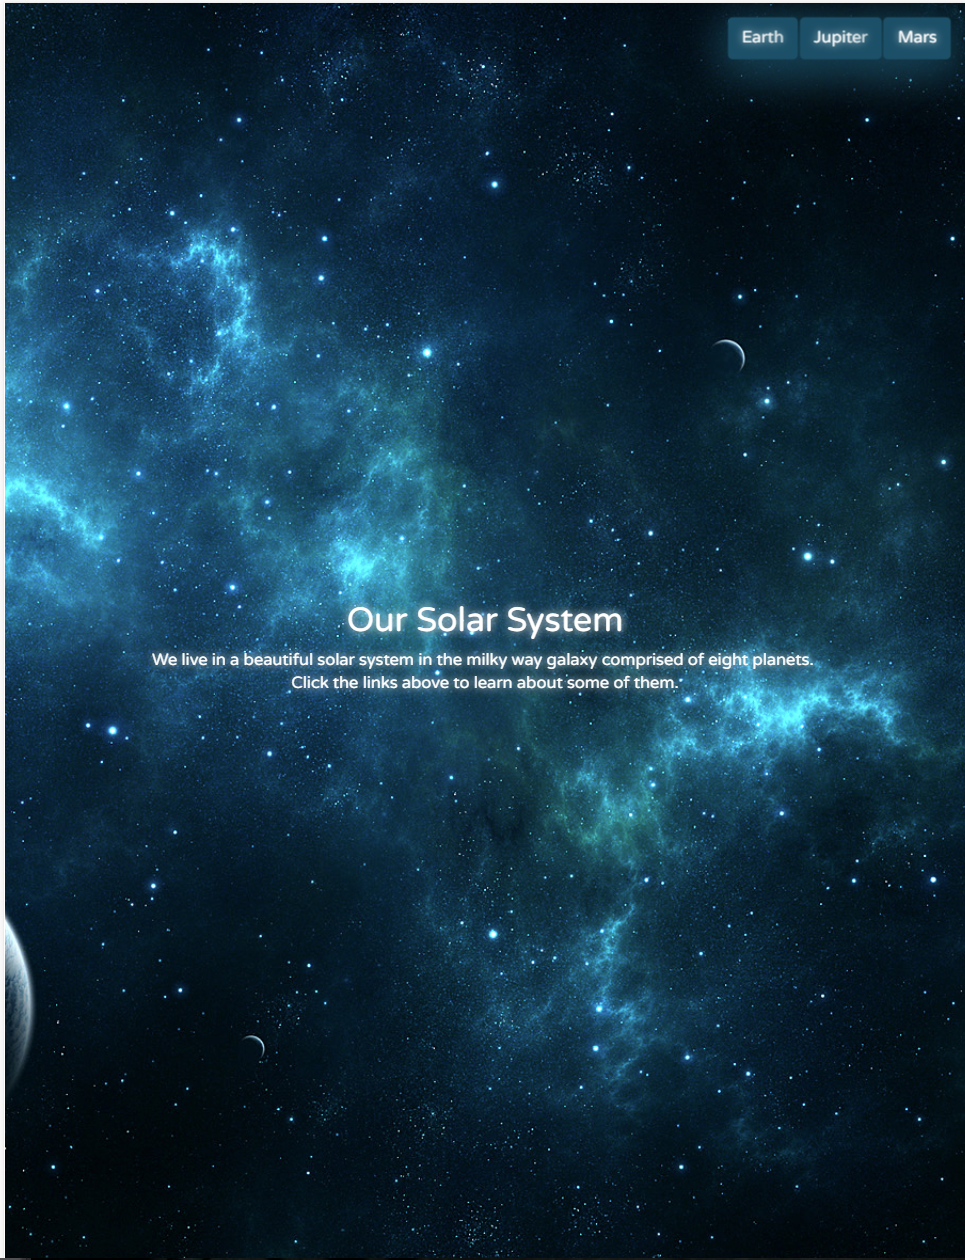 Earth Jupiter Mars
Our Solar System
We live in a beautiful solar system in the milky way galaxy comprised of eight planets.
Click the links above to learn about some of them.